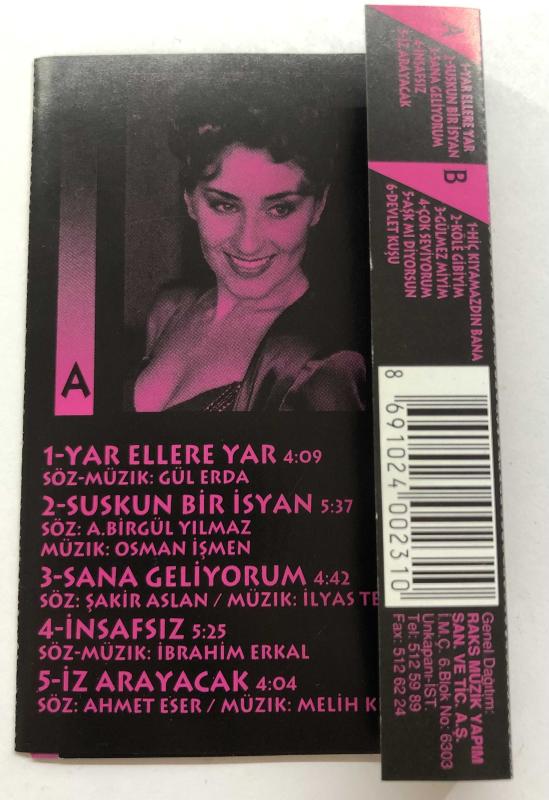 A
1-YAR ELLERE YAR 4:09
SÖZ-MÜZİK: GÜL ERDA
2-SUSKUN BİR İSYAN 5:37
SÖZ: A.BİRGÜL YILMAZ
MÜZİK: OSMAN İŞMEN
3-SANA GELİYORUM 4:42
SÖZ: ŞAKİR ASLAN / MÜZİK: İLYAS TE
4-İNSAFSIZ 5:25
SÖZ-MÜZİK: İBRAHİM ERKAL
5-İZ ARAYACAK 4:04
SÖZ: AHMET ESER / MÜZİK: MELİH K
A
1-YAR ELLERE YAR
2-SUSKUN BİR İSYAN
3-SANA GELİYORUM
4-İNSAFSIZ
5-İZ ARAYACAK
B
1-HİÇ KIYAMAZDIN BANA
2-KÖLE GİBİYİM
3-GÜLMEZ MİYİM
4-ÇOK SEVİYORUM
5-AŞK MI DİYORSUN
6-DEVLET KUŞU
8 691024 002310
Genel Dağıtım:
RAKS MÜZİK YAPIM
SAN. VE TİC. A.S.
İ.M.Ç. 6.Blok No: 6303
Unkapanı-İST.
Tel: 512 59 89
Fax: 512 62 24